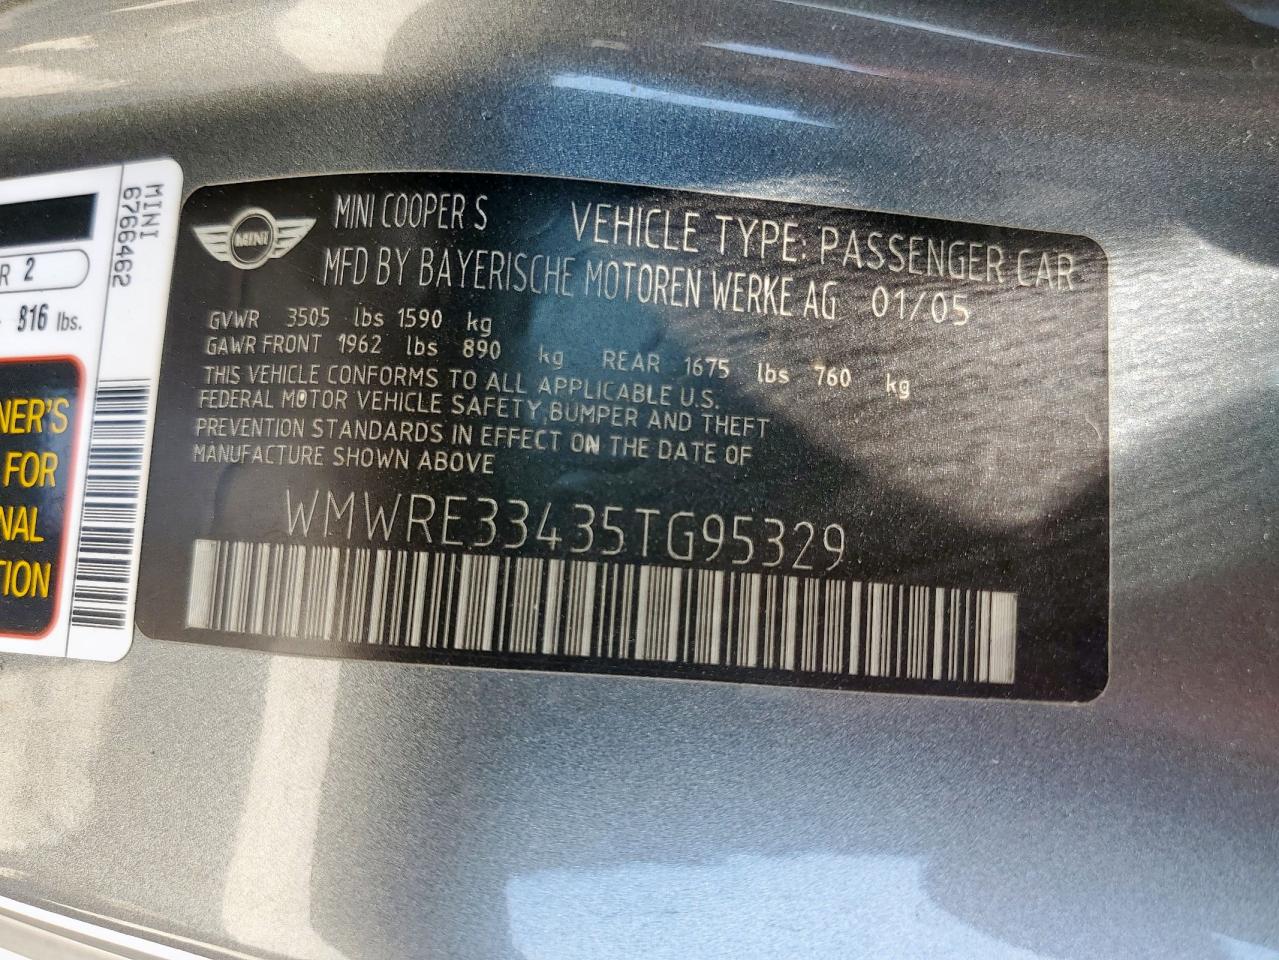 MINI
6766462
R 2
816 lbs.
NER'S
FOR
NAL
TION
MINI
MINI COOPER S VEHICLE TYPE: PASSENGER CAR
MFD BY BAYERISCHE MOTOREN WERKE AG 01/05
GVWR 3505 lbs 1590 kg
GAWR FRONT 1962 lbs 890 kg REAR 1675 lbs 760 kg
THIS VEHICLE CONFORMS TO ALL APPLICABLE U.S.
FEDERAL MOTOR VEHICLE SAFETY, BUMPER AND THEFT
PREVENTION STANDARDS IN EFFECT ON THE DATE OF
MANUFACTURE SHOWN ABOVE
WMWRE33435TG95329